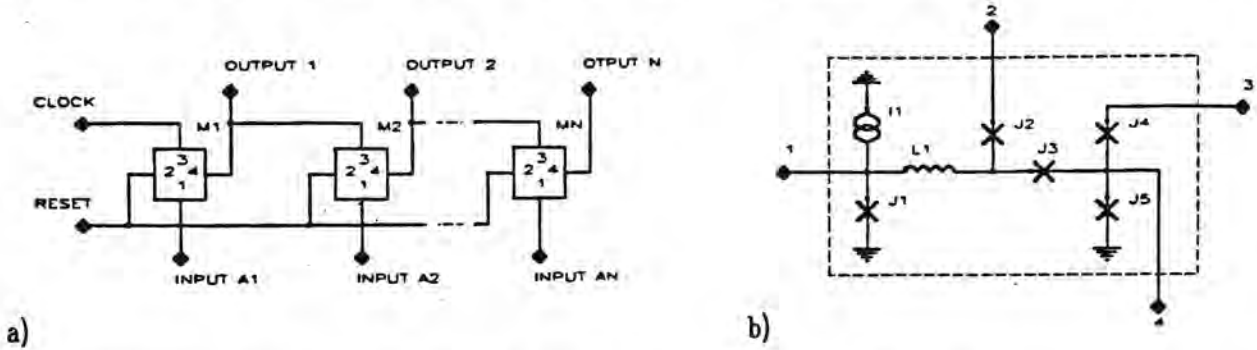 OUTPUT 1 OUTPUT 2 OTPUT N
CLOCK
M1 M2 MN
3 3 3
2 4 2 4 2 4
1 1 1
RESET
INPUT A1 INPUT A2 INPUT AN
a)
2
3
I1
J2 J4
1
L1 J3
J1 J5
4
b)